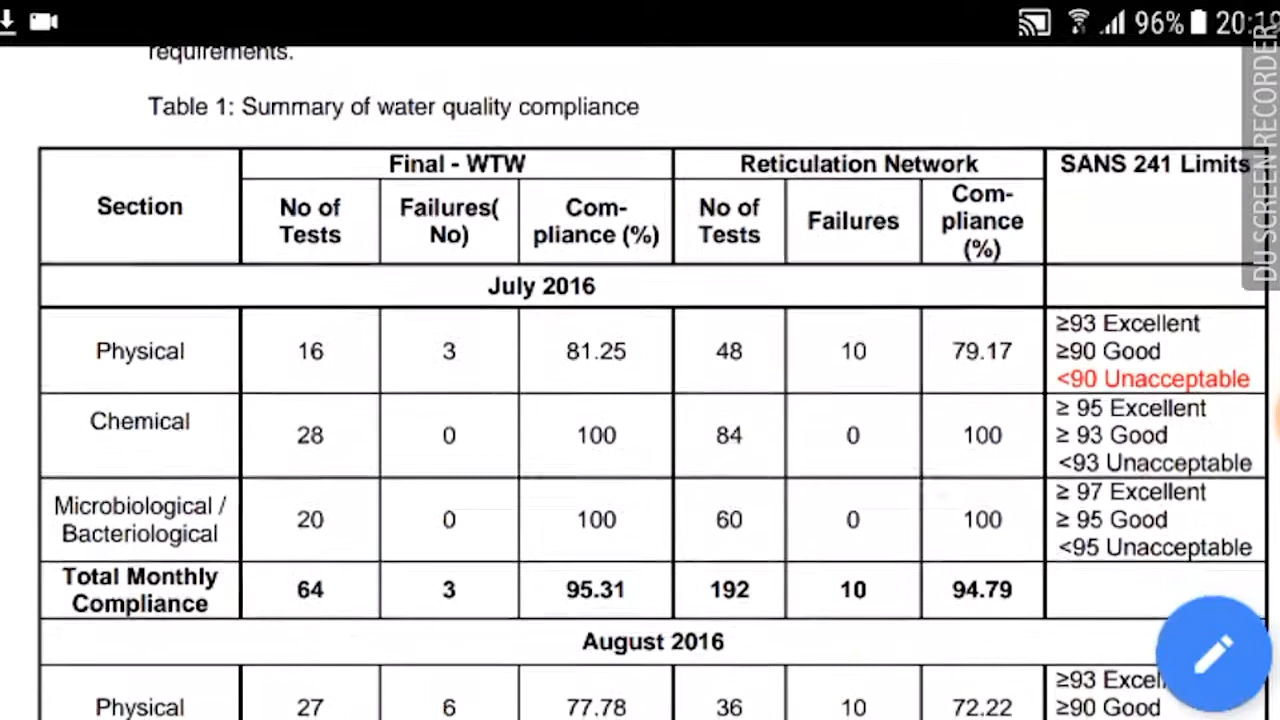 96% 20:19
DU SCREEN RECORDER
requirements.
Table 1: Summary of water quality compliance
Section
Final - WTW
Reticulation Network
SANS 241 Limits
No of
Tests
Failures(
No)
Com-
pliance (%)
No of
Tests
Failures
Com-
pliance
(%)
July 2016
Physical
16
3
81.25
48
10
79.17
≥93 Excellent
≥90 Good
<90 Unacceptable
Chemical
28
0
100
84
0
100
≥ 95 Excellent
≥ 93 Good
<93 Unacceptable
Microbiological /
Bacteriological
20
0
100
60
0
100
≥ 97 Excellent
≥ 95 Good
<95 Unacceptable
Total Monthly
Compliance
64
3
95.31
192
10
94.79
August 2016
Physical
27
6
77.78
36
10
72.22
≥93 Excel
≥90 Good